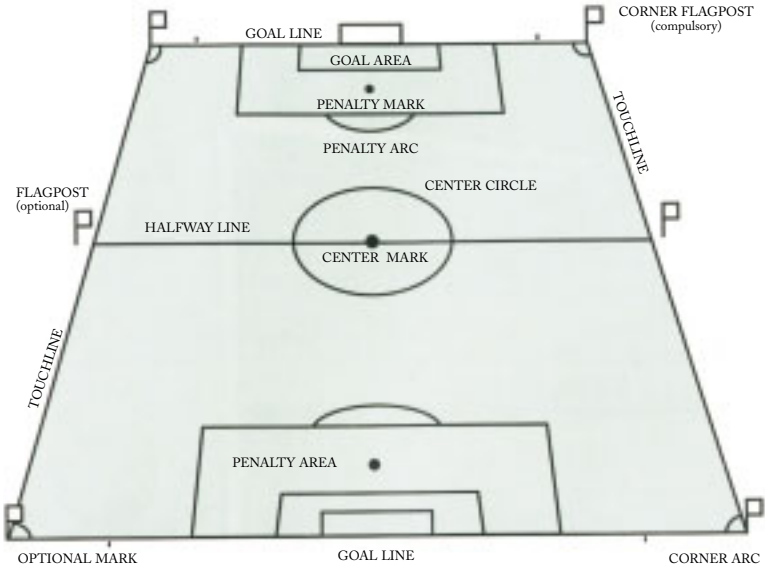 GOAL LINE
CORNER FLAGPOST
(compulsory)
GOAL AREA
PENALTY MARK
TOUCHLINE
PENALTY ARC
CENTER CIRCLE
FLAGPOST
(optional)
HALFWAY LINE
CENTER MARK
TOUCHLINE
PENALTY AREA
OPTIONAL MARK
GOAL LINE
CORNER ARC